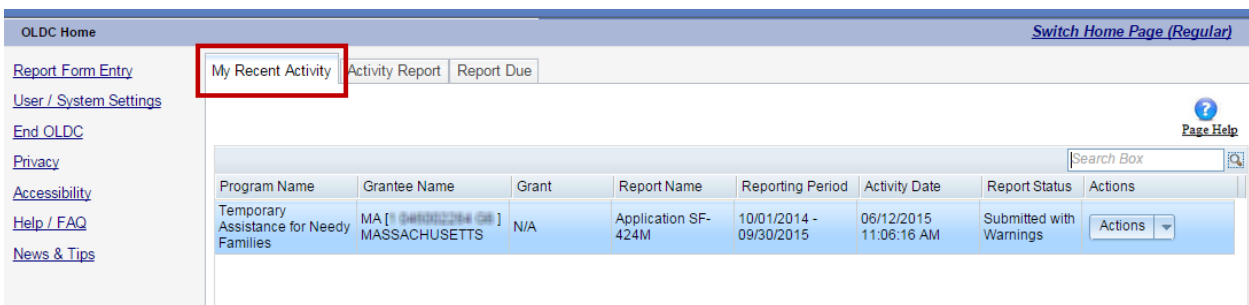 OLDC Home
Switch Home Page (Regular)
Report Form Entry
User / System Settings
End OLDC
Privacy
Accessibility
Help / FAQ
News & Tips
My Recent Activity
Activity Report
Report Due
Page Help
Search Box
Program Name
Grantee Name
Grant
Report Name
Reporting Period
Activity Date
Report Status
Actions
Temporary
Assistance for Needy
Families
MA [ ]
MASSACHUSETTS
N/A
Application SF-
424M
10/01/2014 -
09/30/2015
06/12/2015
11:06:16 AM
Submitted with
Warnings
Actions